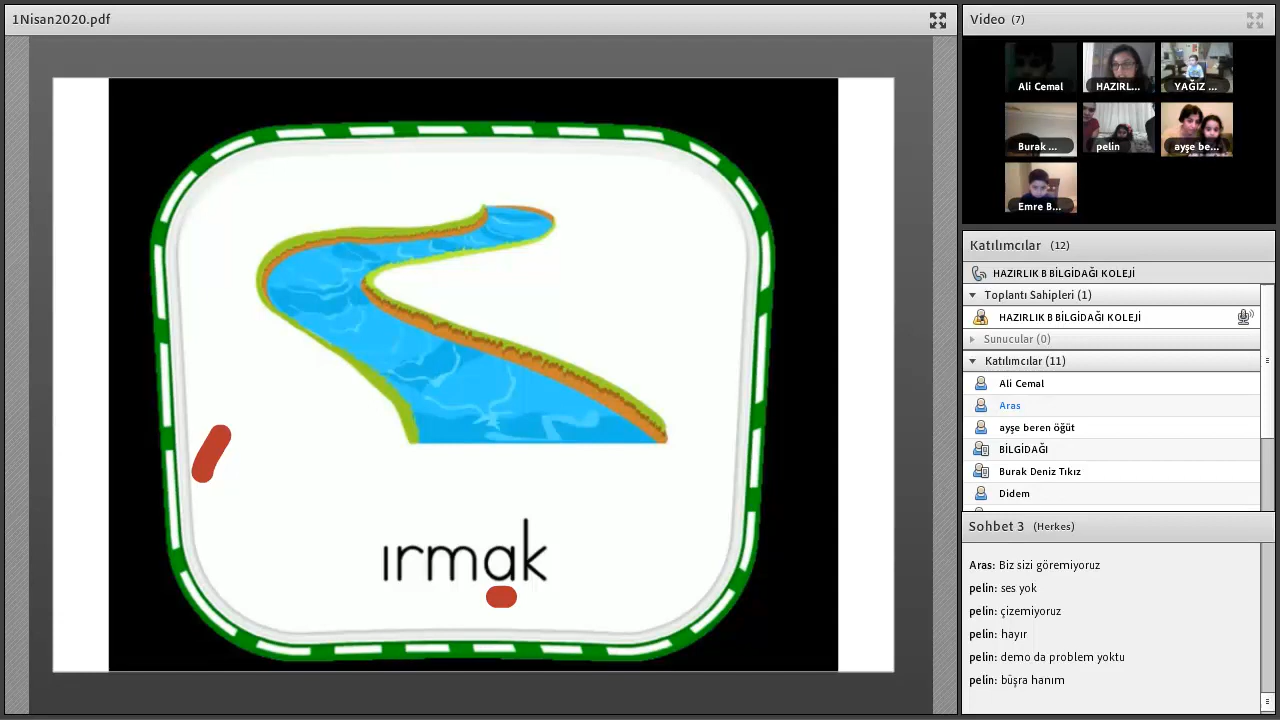 1Nisan2020.pdf
ırmak
Video (7)
Ali Cemal
HAZIRL...
YAĞIZ ...
Burak ...
pelin
ayşe be...
Emre B...
Katılımcılar (12)
HAZIRLIK B BİLGİDAĞI KOLEJİ
Toplantı Sahipleri (1)
HAZIRLIK B BİLGİDAĞI KOLEJİ
Sunucular (0)
Katılımcılar (11)
Ali Cemal
Aras
ayşe beren öğüt
BİLGİDAĞI
Burak Deniz Tıkız
Didem
Sohbet 3 (Herkes)
Aras: Biz sizi göremiyoruz
pelin: ses yok
pelin: çizemiyoruz
pelin: hayır
pelin: demo da problem yoktu
pelin: büşra hanım